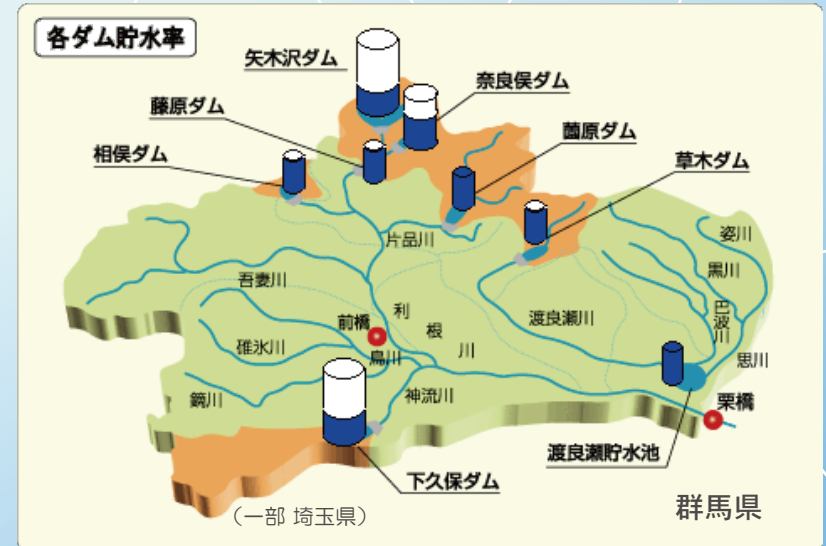 各ダム貯水率
矢木沢ダム
奈良俣ダム
藤原ダム
薗原ダム
相俣ダム
草木ダム
片品川
姿川
黒川
巴波川
思川
吾妻川
利根川
渡良瀬川
前橋
碓氷川
烏川
鏑川
神流川
栗橋
渡良瀬貯水池
下久保ダム
（一部 埼玉県）
群馬県